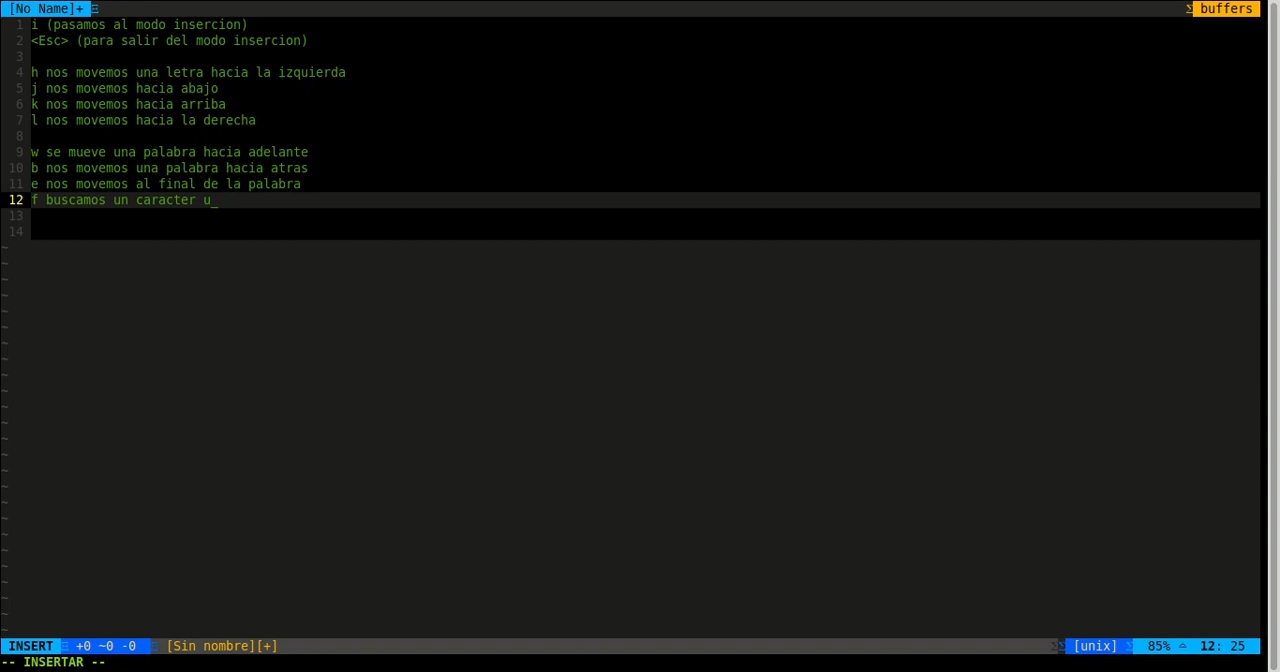 [No Name]+ buffers
1 i (pasamos al modo insercion)
2 <Esc> (para salir del modo insercion)
3
4 h nos movemos una letra hacia la izquierda
5 j nos movemos hacia abajo
6 k nos movemos hacia arriba
7 l nos movemos hacia la derecha
8
9 w se mueve una palabra hacia adelante
10 b nos movemos una palabra hacia atras
11 e nos movemos al final de la palabra
12 f buscamos un caracter u_
13
14
INSERT +0 ~0 -0 [Sin nombre][+] [unix] 85% 12: 25
-- INSERTAR --